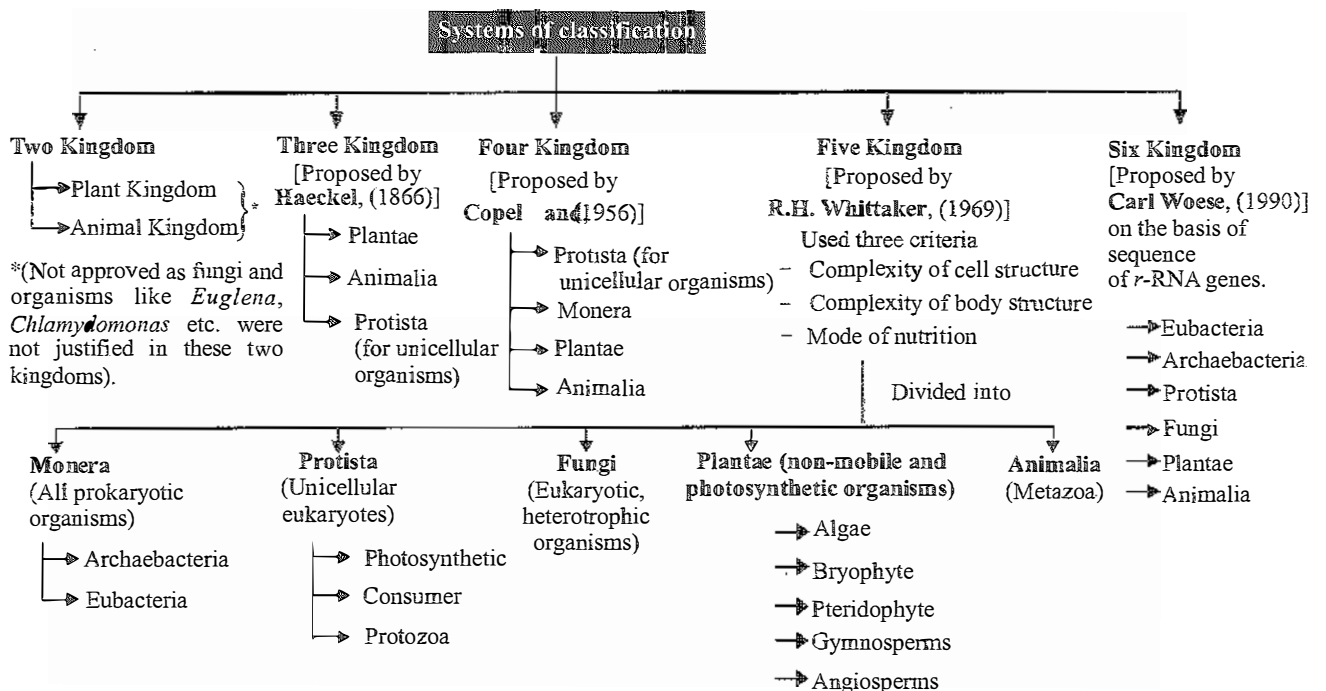 Systems of classification
Two Kingdom
Plant Kingdom
Animal Kingdom
*
*(Not approved as fungi and
organisms like Euglena,
Chlamydomonas etc. were
not justified in these two
kingdoms).
Three Kingdom
[Proposed by
Haeckel, (1866)]
Plantae
Animalia
Protista
(for unicellular
organisms)
Four Kingdom
[Proposed by
Copel and(1956)]
Protista (for
unicellular organisms)
Monera
Plantae
Animalia
Five Kingdom
[Proposed by
R.H. Whittaker, (1969)]
Used three criteria
– Complexity of cell structure
– Complexity of body structure
– Mode of nutrition
Divided into
Six Kingdom
[Proposed by
Carl Woese, (1990)]
on the basis of
sequence
of r-RNA genes.
Eubacteria
Archaebacteria
Protista
Fungi
Plantae
Animalia
Monera
(All prokaryotic
organisms)
Archaebacteria
Eubacteria
Protista
(Unicellular
eukaryotes)
Photosynthetic
Consumer
Protozoa
Fungi
(Eukaryotic,
heterotrophic
organisms)
Plantae (non-mobile and
photosynthetic organisms)
Algae
Bryophyte
Pteridophyte
Gymnosperms
Angiosperms
Animalia
(Metazoa)